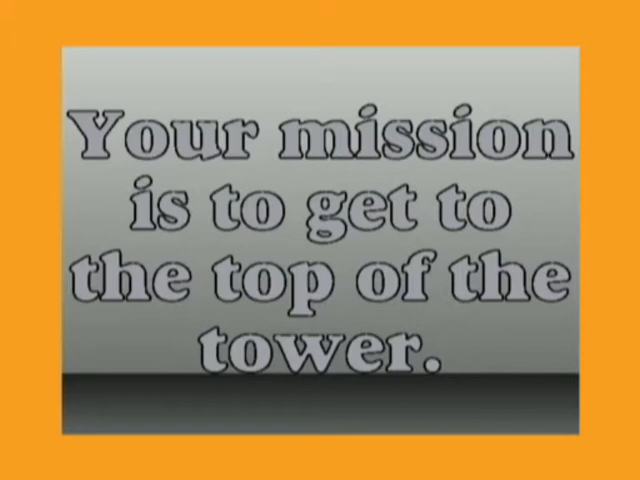 Your mission
is to get to
the top of the
tower.